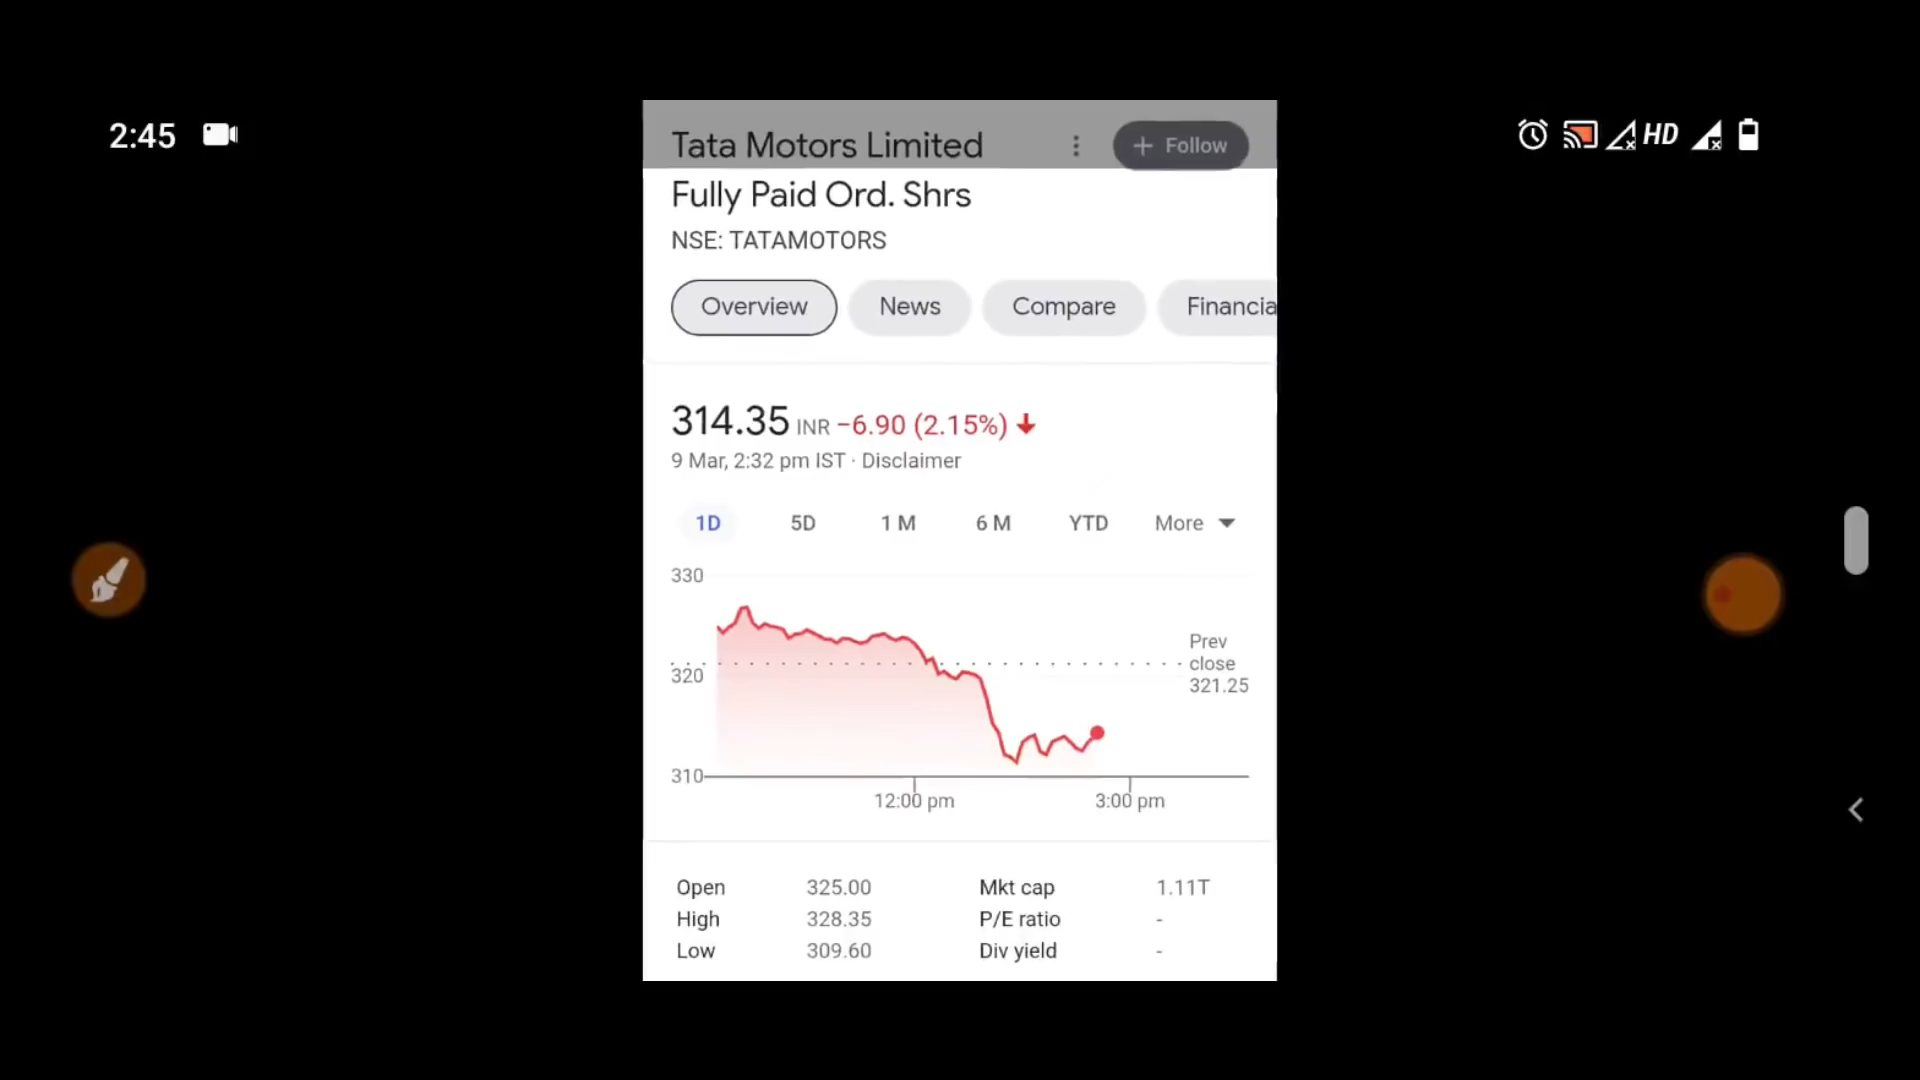 2:45
HD
Tata Motors Limited
+ Follow
Fully Paid Ord. Shrs
NSE: TATAMOTORS
Overview News Compare Financia
314.35 INR −6.90 (2.15%)
9 Mar, 2:32 pm IST · Disclaimer
1D 5D 1 M 6 M YTD More
330
Prev
close
321.25
320
310
12:00 pm 3:00 pm
Open 325.00 Mkt cap 1.11T
High 328.35 P/E ratio -
Low 309.60 Div yield -